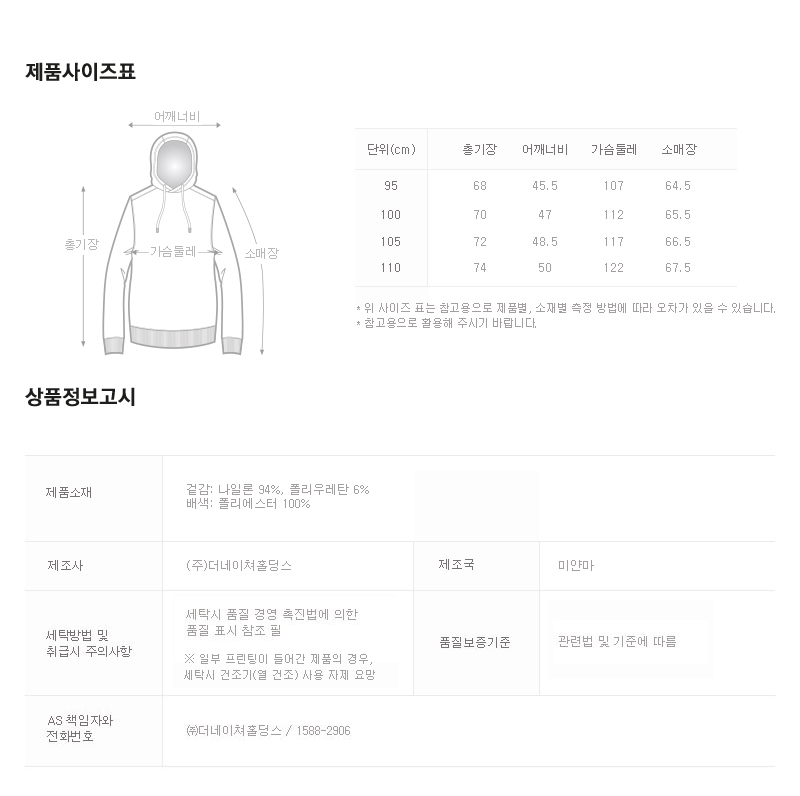 제품사이즈표
어깨너비
총기장
가슴둘레
소매장
단위(cm) 총기장 어깨너비 가슴둘레 소매장
95 68 45.5 107 64.5
100 70 47 112 65.5
105 72 48.5 117 66.5
110 74 50 122 67.5
* 위 사이즈 표는 참고용으로 제품별, 소재별 측정 방법에 따라 오차가 있을 수 있습니다.
* 참고용으로 활용해 주시기 바랍니다.
상품정보고시
제품소재
겉감: 나일론 94%, 폴리우레탄 6%
배색: 폴리에스터 100%
제조사
(주)더네이쳐홀딩스
제조국
미얀마
세탁방법 및
취급시 주의사항
세탁시 품질 경영 촉진법에 의한
품질 표시 참조 필
※ 일부 프린팅이 들어간 제품의 경우,
세탁시 건조기(열 건조) 사용 자제 요망
품질보증기준
관련법 및 기준에 따름
AS 책임자와
전화번호
㈜더네이쳐홀딩스 / 1588-2906